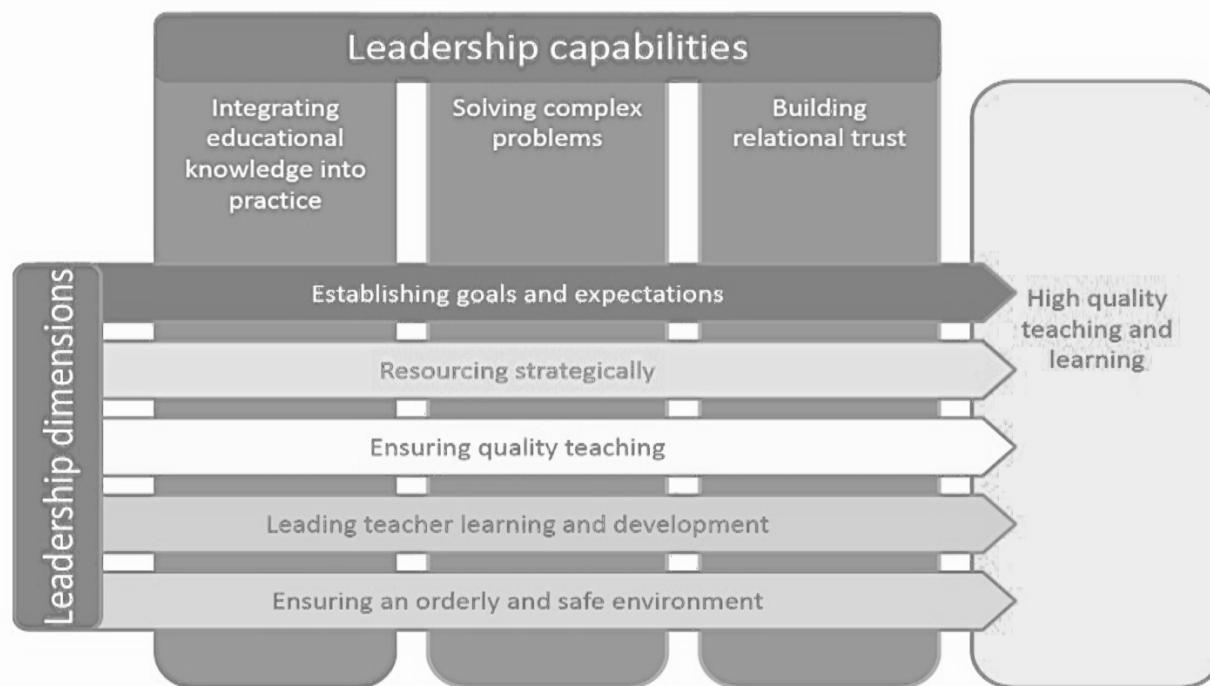 Leadership capabilities
Integrating
educational
knowledge into
practice
Solving complex
problems
Building
relational trust
Leadership dimensions
Establishing goals and expectations
Resourcing strategically
Ensuring quality teaching
Leading teacher learning and development
Ensuring an orderly and safe environment
High quality
teaching and
learning